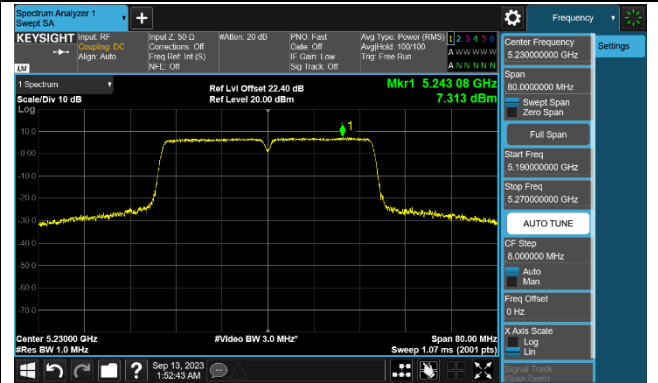 Spectrum Analyzer 1
Swept SA
Frequency
KEYSIGHT
Input: RF
Coupling: DC
Align: Auto
Input Z: 50 Ω
Corrections: Off
Freq Ref: Int (S)
NFE: Off
#Atten: 20 dB
PNO: Fast
Gate: Off
IF Gain: Low
Sig Track: Off
Avg Type: Power (RMS)
Avg|Hold: 100/100
Trig: Free Run
1 2 3 4 5 6
A W W W W W
A N N N N N
LXI
1 Spectrum
Scale/Div 10 dB
Log
Ref Lvl Offset 22.40 dB
Ref Level 20.00 dBm
Mkr1 5.243 08 GHz
7.313 dBm
1
10.0
0.00
-10.0
-20.0
-30.0
-40.0
-50.0
-60.0
-70.0
Center 5.23000 GHz
#Res BW 1.0 MHz
#Video BW 3.0 MHz*
Span 80.00 MHz
Sweep 1.07 ms (2001 pts)
Center Frequency
5.230000000 GHz
Settings
Span
80.0000000 MHz
Swept Span
Zero Span
Full Span
Start Freq
5.190000000 GHz
Stop Freq
5.270000000 GHz
AUTO TUNE
CF Step
8.000000 MHz
Auto
Man
Freq Offset
0 Hz
X Axis Scale
Log
Lin
Signal Track
(Span Zoom)
Sep 13, 2023
1:52:43 AM